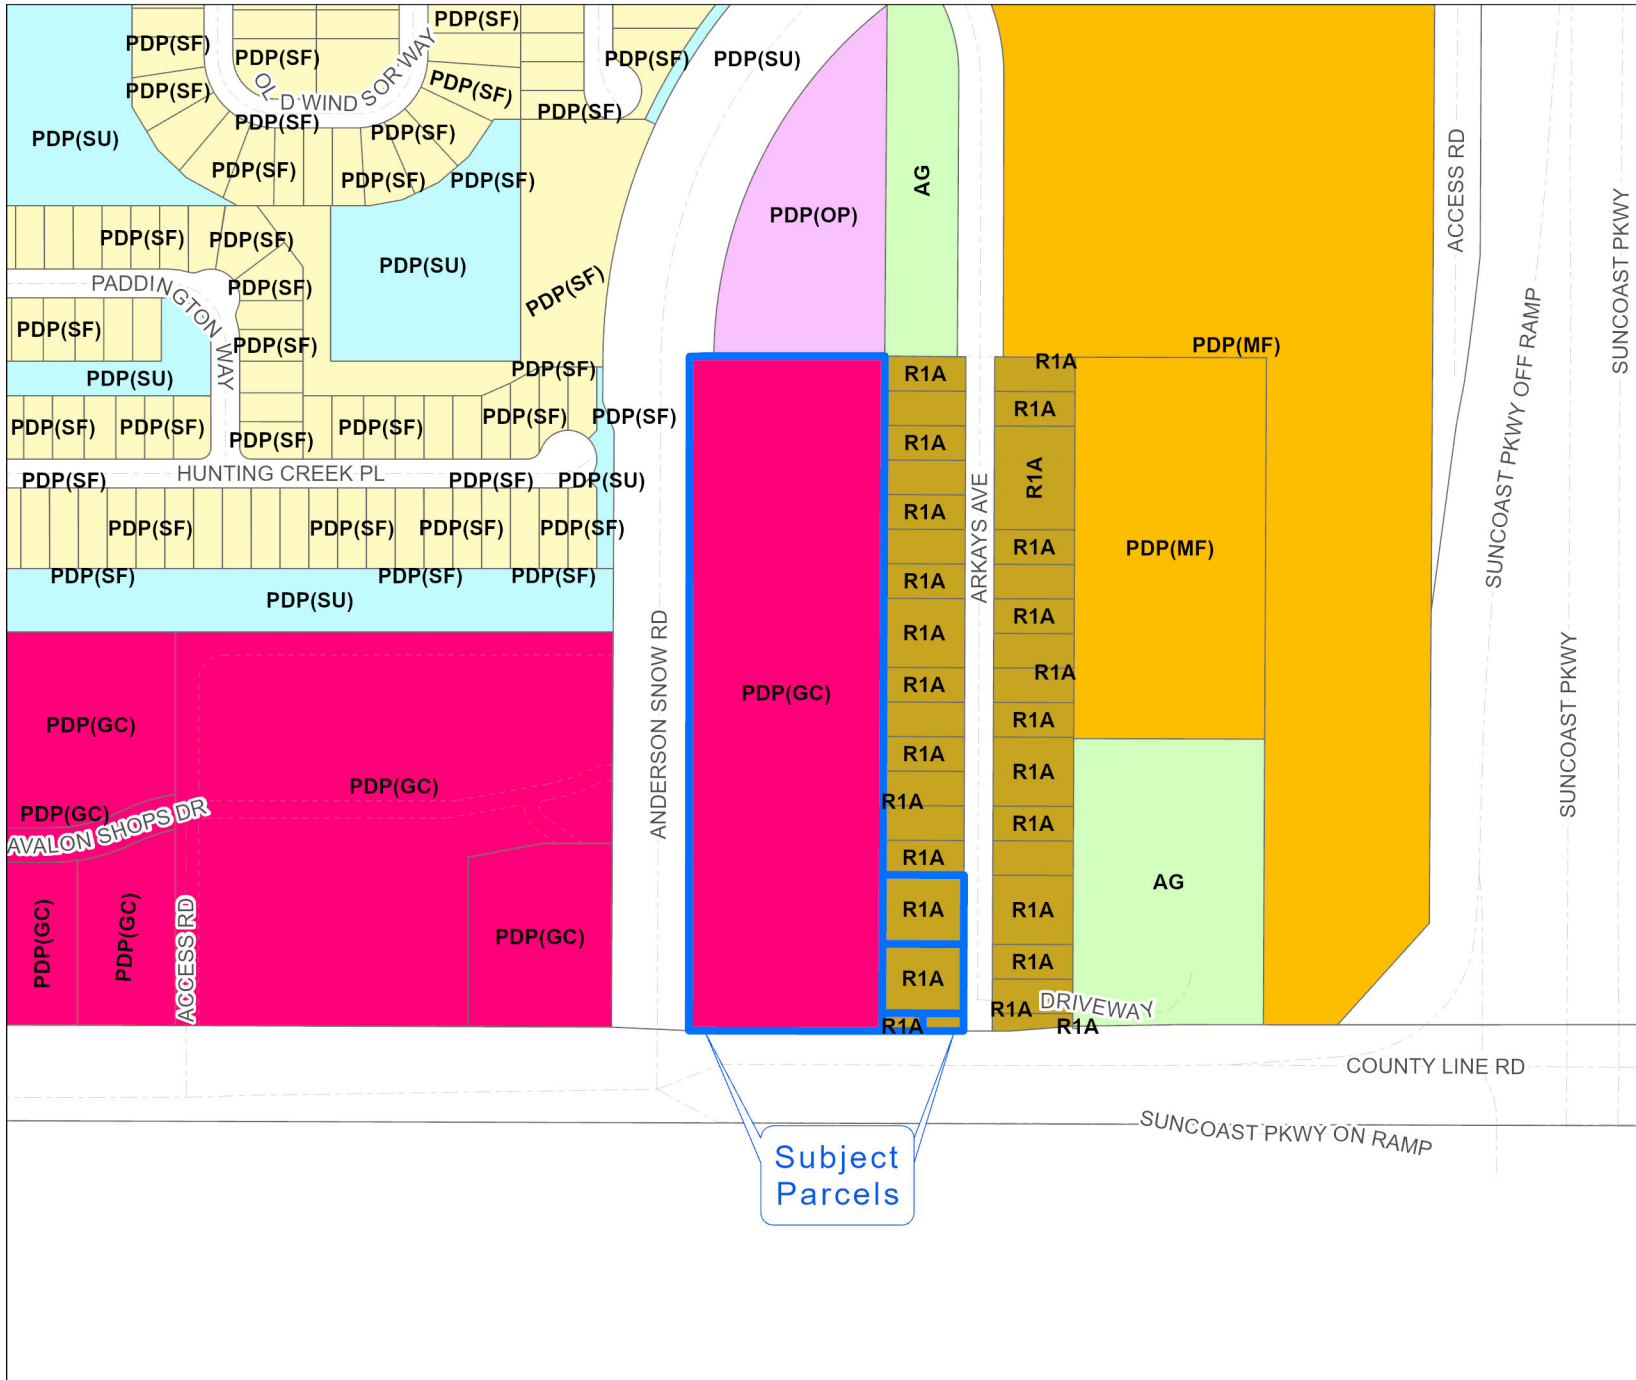 PDP(SF)
PDP(SF)
PDP(SF)
PDP(SF)
PDP(SU)
PDP(SF)
PDP(SF)
OLD WINDSOR WAY
PDP(SF)
PDP(SF)
PDP(SF)
PDP(SU)
PDP(SF)
PDP(SF)
PDP(SF)
PDP(SF)
AG
PDP(OP)
ACCESS RD
SUNCOAST PKWY
PDP(SF)
PDP(SF)
PDP(SU)
PDP(SF)
PADDINGTON WAY
PDP(SF)
PDP(SF)
PDP(SF)
PDP(MF)
SUNCOAST PKWY OFF RAMP
PDP(SU)
PDP(SF)
R1A
R1A
R1A
PDP(SF)
PDP(SF)
PDP(SF)
PDP(SF)
PDP(SF)
PDP(SF)
R1A
R1A
HUNTING CREEK PL
PDP(SF)
PDP(SF)
PDP(SU)
PDP(SF)
PDP(SF)
PDP(SF)
PDP(SF)
R1A
ARKAYS AVE
R1A
PDP(MF)
PDP(SF)
PDP(SF)
PDP(SF)
R1A
PDP(SU)
R1A
R1A
ANDERSON SNOW RD
SUNCOAST PKWY
R1A
PDP(GC)
R1A
PDP(GC)
R1A
R1A
PDP(GC)
R1A
R1A
PDP(GC)
AVALON SHOPS DR
R1A
R1A
AG
PDP(GC)
PDP(GC)
ACCESS RD
PDP(GC)
R1A
R1A
R1A
R1A
R1A
DRIVEWAY
R1A
R1A
COUNTY LINE RD
SUNCOAST PKWY ON RAMP
Subject
Parcels